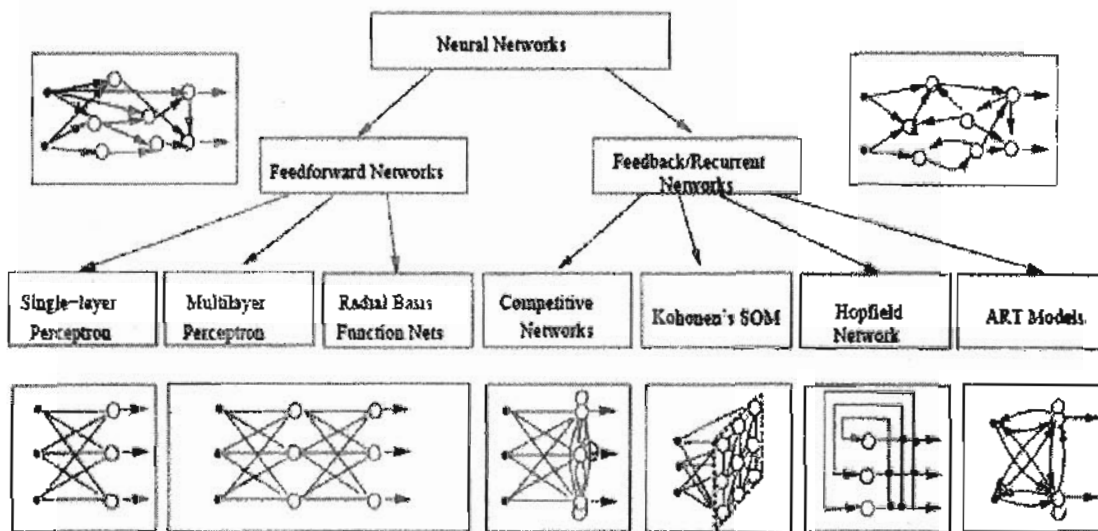 Neural Networks
Feedforward Networks
Feedback/Recurrent
Networks
Single-layer
Perceptron
Multilayer
Perceptron
Radial Basis
Function Nets
Competitive
Networks
Kohonen's SOM
Hopfield
Network
ART Models